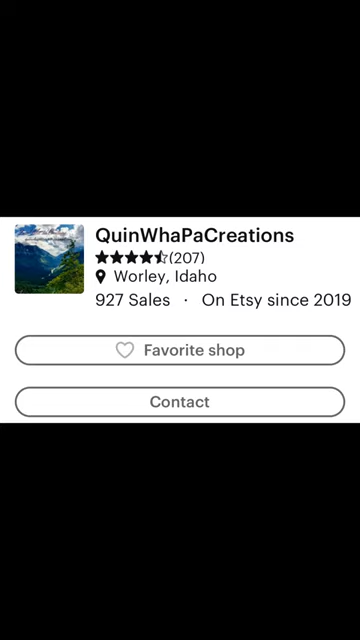 QuinWhaPaCreations
(207)
Worley, Idaho
927 Sales · On Etsy since 2019
Favorite shop
Contact